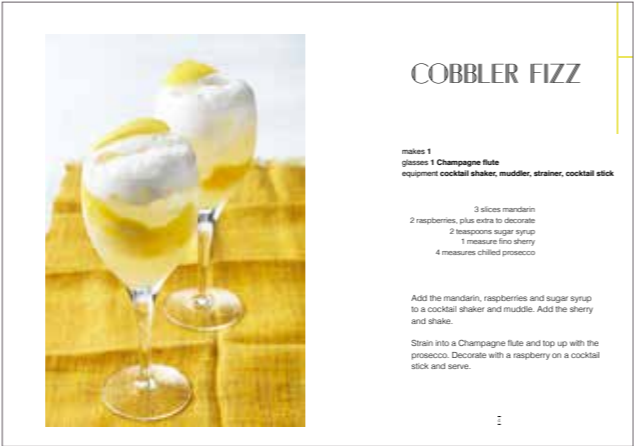 COBBLER FIZZ
makes 1
glasses 1 Champagne flute
equipment cocktail shaker, muddler, strainer, cocktail stick
3 slices mandarin
2 raspberries, plus extra to decorate
2 teaspoons sugar syrup
1 measure fino sherry
4 measures chilled prosecco
Add the mandarin, raspberries and sugar syrup
to a cocktail shaker and muddle. Add the sherry
and shake.
Strain into a Champagne flute and top up with the
prosecco. Decorate with a raspberry on a cocktail
stick and serve.